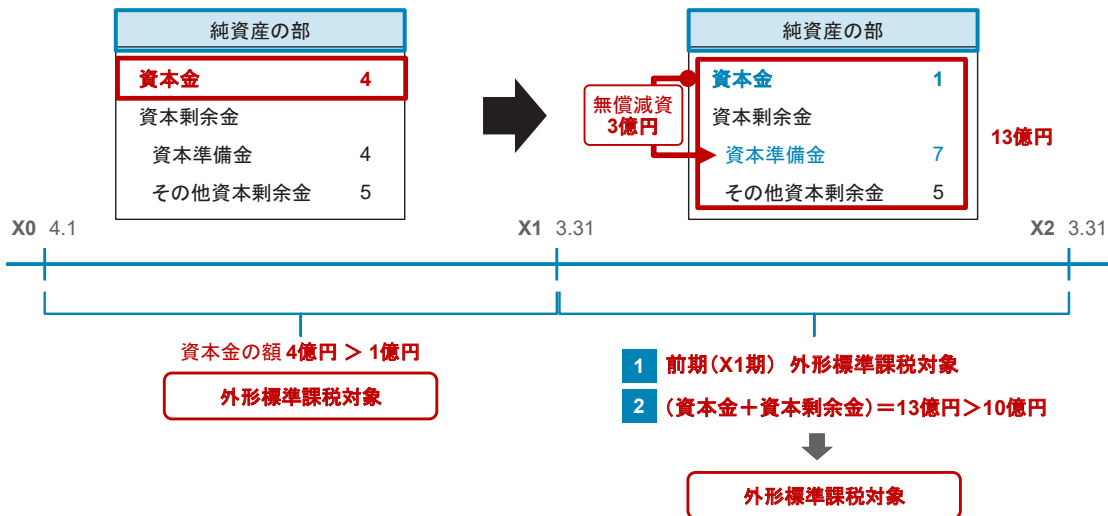 純資産の部
資本金 4
資本剰余金
資本準備金 4
その他資本剰余金 5
無償減資
3億円
純資産の部
資本金 1
資本剰余金
資本準備金 7
その他資本剰余金 5
13億円
X0 4.1
X1 3.31
X2 3.31
資本金の額 4億円 ＞ 1億円
外形標準課税対象
1 前期（X1期） 外形標準課税対象
2 （資本金＋資本剰余金）＝13億円＞10億円
外形標準課税対象